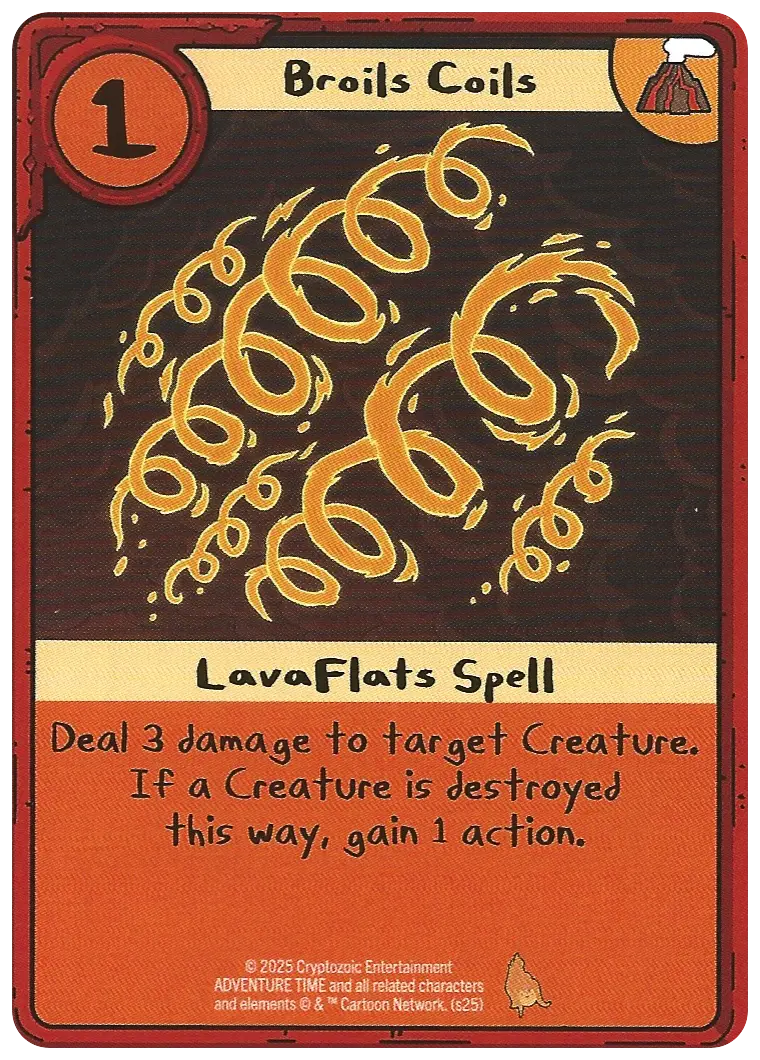 1
Broils Coils
LavaFlats Spell
Deal 3 damage to target Creature.
If a Creature is destroyed
this way, gain 1 action.
© 2025 Cryptozoic Entertainment
ADVENTURE TIME and all related characters
and elements © & ™ Cartoon Network. (s25)